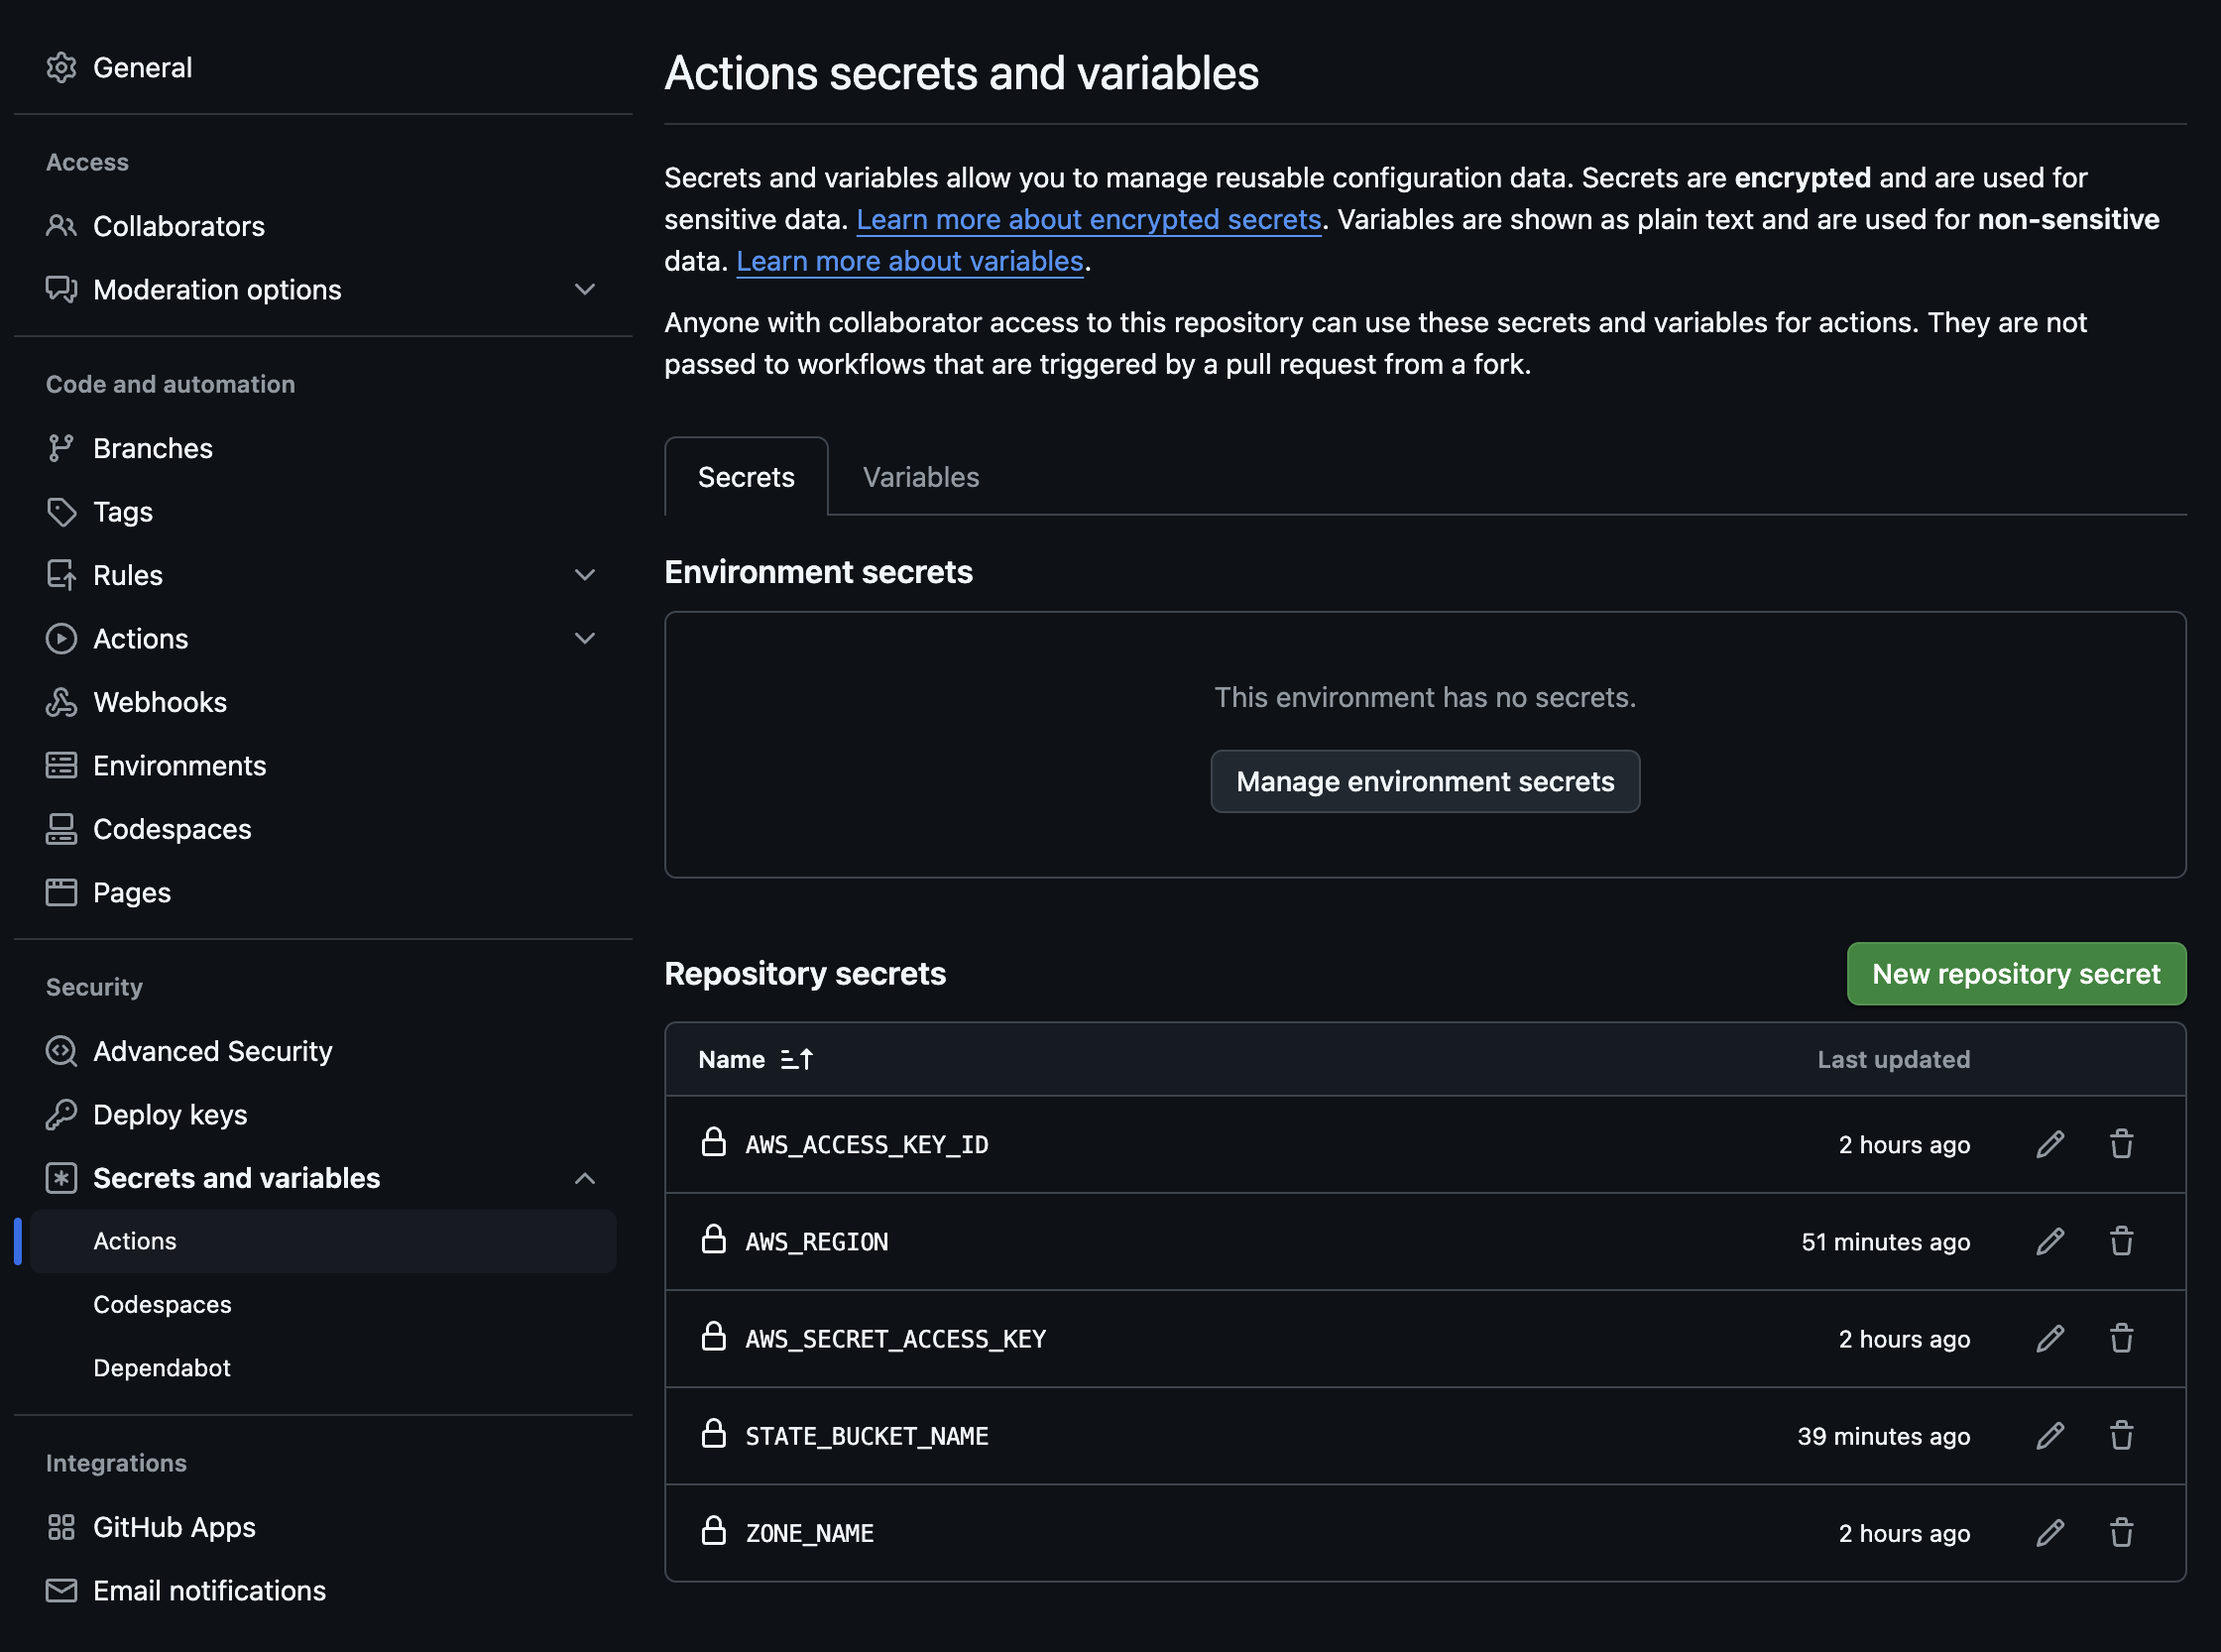 General
Access
Collaborators
Moderation options
Code and automation
Branches
Tags
Rules
Actions
Webhooks
Environments
Codespaces
Pages
Security
Advanced Security
Deploy keys
Secrets and variables
Actions
Codespaces
Dependabot
Integrations
GitHub Apps
Email notifications
Actions secrets and variables
Secrets and variables allow you to manage reusable configuration data. Secrets are encrypted and are used for
sensitive data. Learn more about encrypted secrets. Variables are shown as plain text and are used for non-sensitive
data. Learn more about variables.
Anyone with collaborator access to this repository can use these secrets and variables for actions. They are not
passed to workflows that are triggered by a pull request from a fork.
Secrets Variables
Environment secrets
This environment has no secrets.
Manage environment secrets
Repository secrets New repository secret
Name Last updated
AWS_ACCESS_KEY_ID 2 hours ago
AWS_REGION 51 minutes ago
AWS_SECRET_ACCESS_KEY 2 hours ago
STATE_BUCKET_NAME 39 minutes ago
ZONE_NAME 2 hours ago